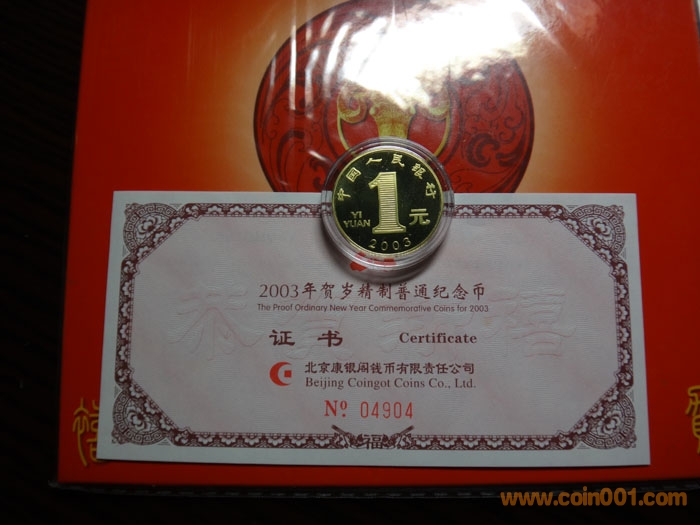 中国人民银行
YI YUAN
1
元
2003
2003年贺岁精制普通纪念币
The Proof Ordinary New Year Commemorative Coins for 2003
证书 Certificate
北京康银阁钱币有限责任公司
Beijing Coingot Coins Co., Ltd.
Nº 04904
福
www.coin001.com